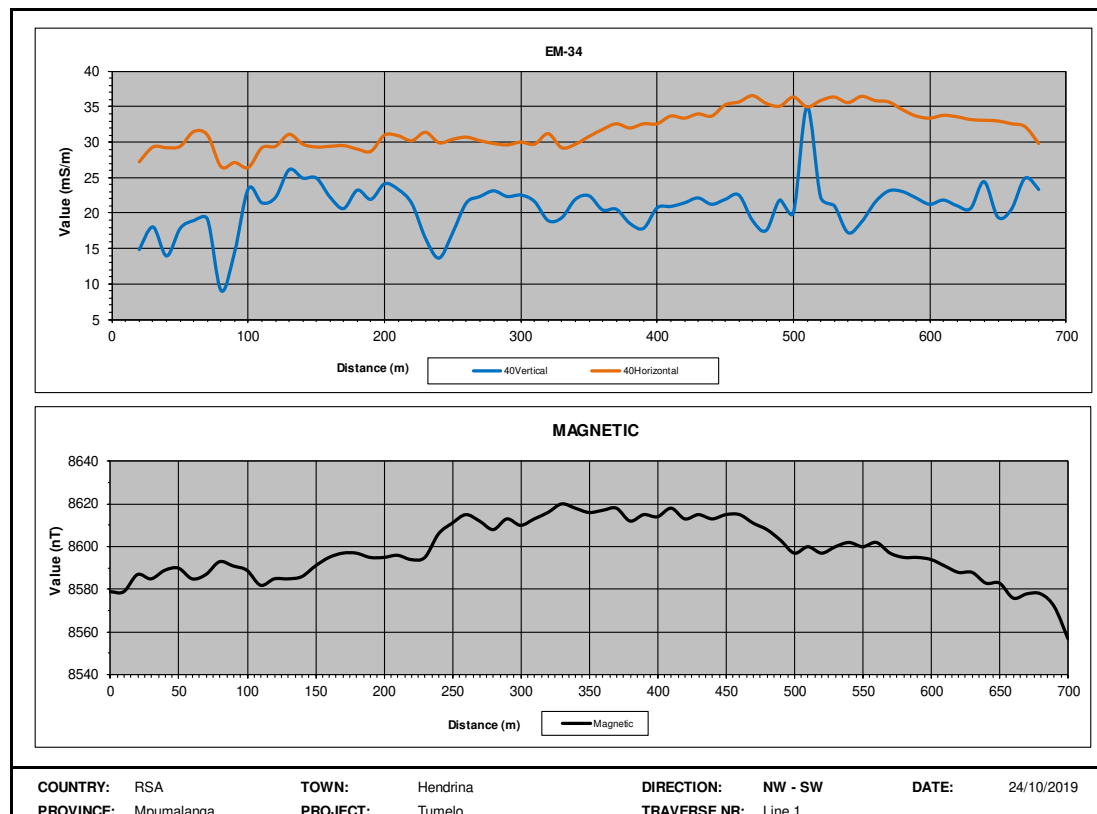 EM-34
40
35
30
25
20
15
10
5
Value (mS/m)
0 100 200 300 400 500 600 700
Distance (m)
40Vertical 40Horizontal
MAGNETIC
8640
8620
8600
8580
8560
8540
Value (nT)
0 50 100 150 200 250 300 350 400 450 500 550 600 650 700
Distance (m)
Magnetic
COUNTRY: RSA TOWN: Hendrina DIRECTION: NW - SW DATE: 24/10/2019
PROVINCE: Mpumalanga PROJECT: Tumelo TRAVERSE NR: Line 1